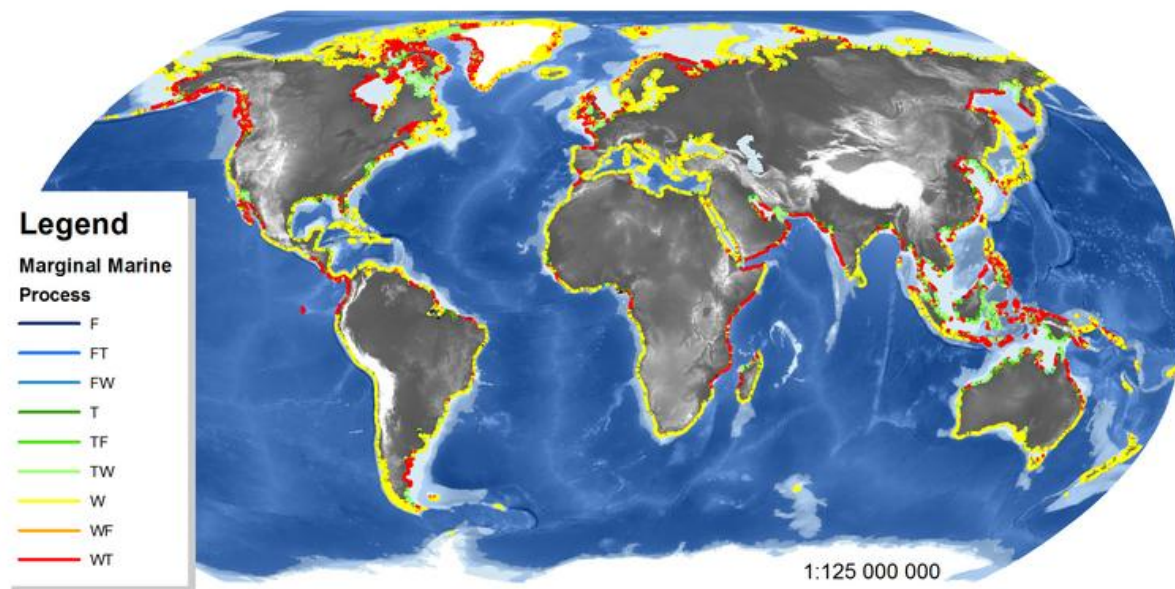 Legend
Marginal Marine
Process
F
FT
FW
T
TF
TW
W
WF
WT
1:125 000 000